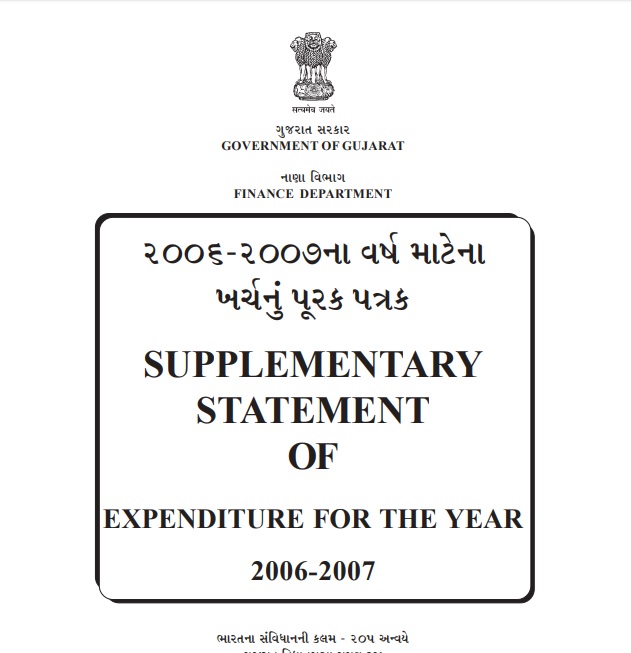 सत्यमेव जयते
ગુજરાત સરકાર
GOVERNMENT OF GUJARAT
નાણા વિભાગ
FINANCE DEPARTMENT
૨૦૦૬-૨૦૦૭ના વર્ષ માટેના
ખર્ચનું પૂરક પત્રક
SUPPLEMENTARY
STATEMENT
OF
EXPENDITURE FOR THE YEAR
2006-2007
ભારતના સંવિધાનની કલમ - ૨૦૫ અન્વયે